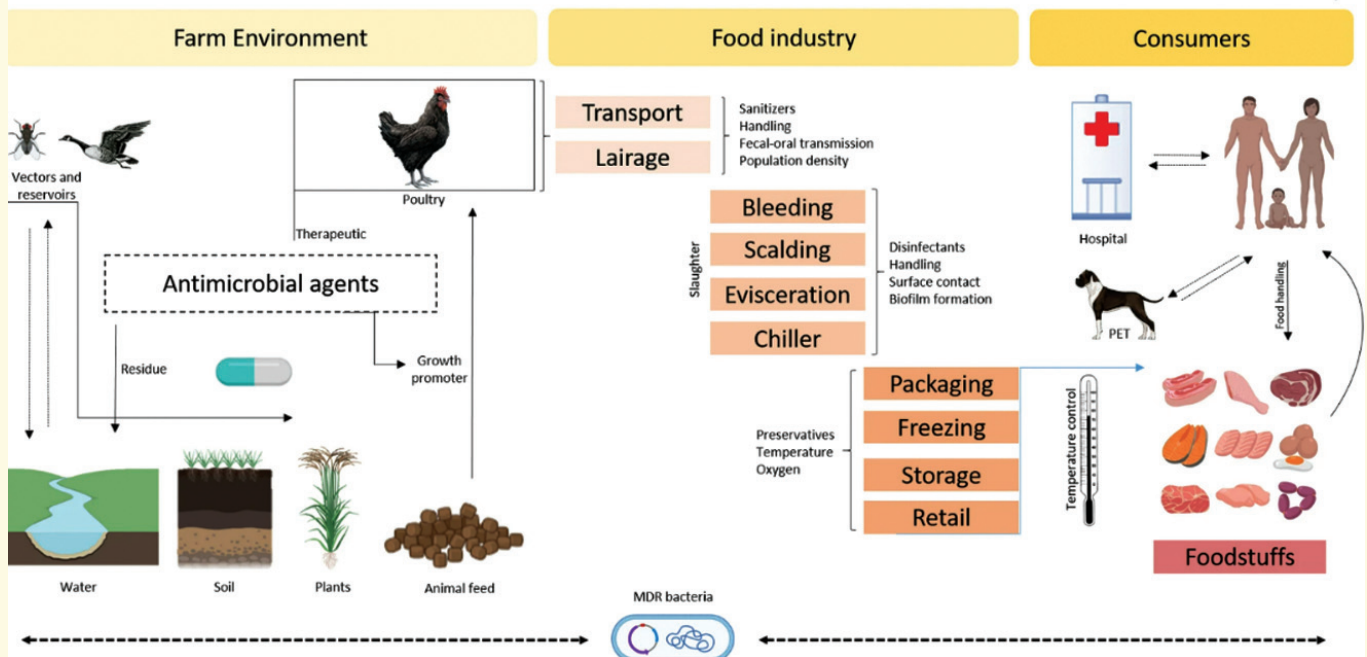 Farm Environment
Food industry
Consumers
Vectors and
reservoirs
Poultry
Therapeutic
Antimicrobial agents
Residue
Growth
promoter
Water
Soil
Plants
Animal feed
Transport
Lairage
Sanitizers
Handling
Fecal-oral transmission
Population density
Slaughter
Bleeding
Scalding
Evisceration
Chiller
Disinfectants
Handling
Surface contact
Biofilm formation
Packaging
Freezing
Storage
Retail
Preservatives
Temperature
Oxygen
Hospital
PET
Food handling
Temperature control
Foodstuffs
MDR bacteria